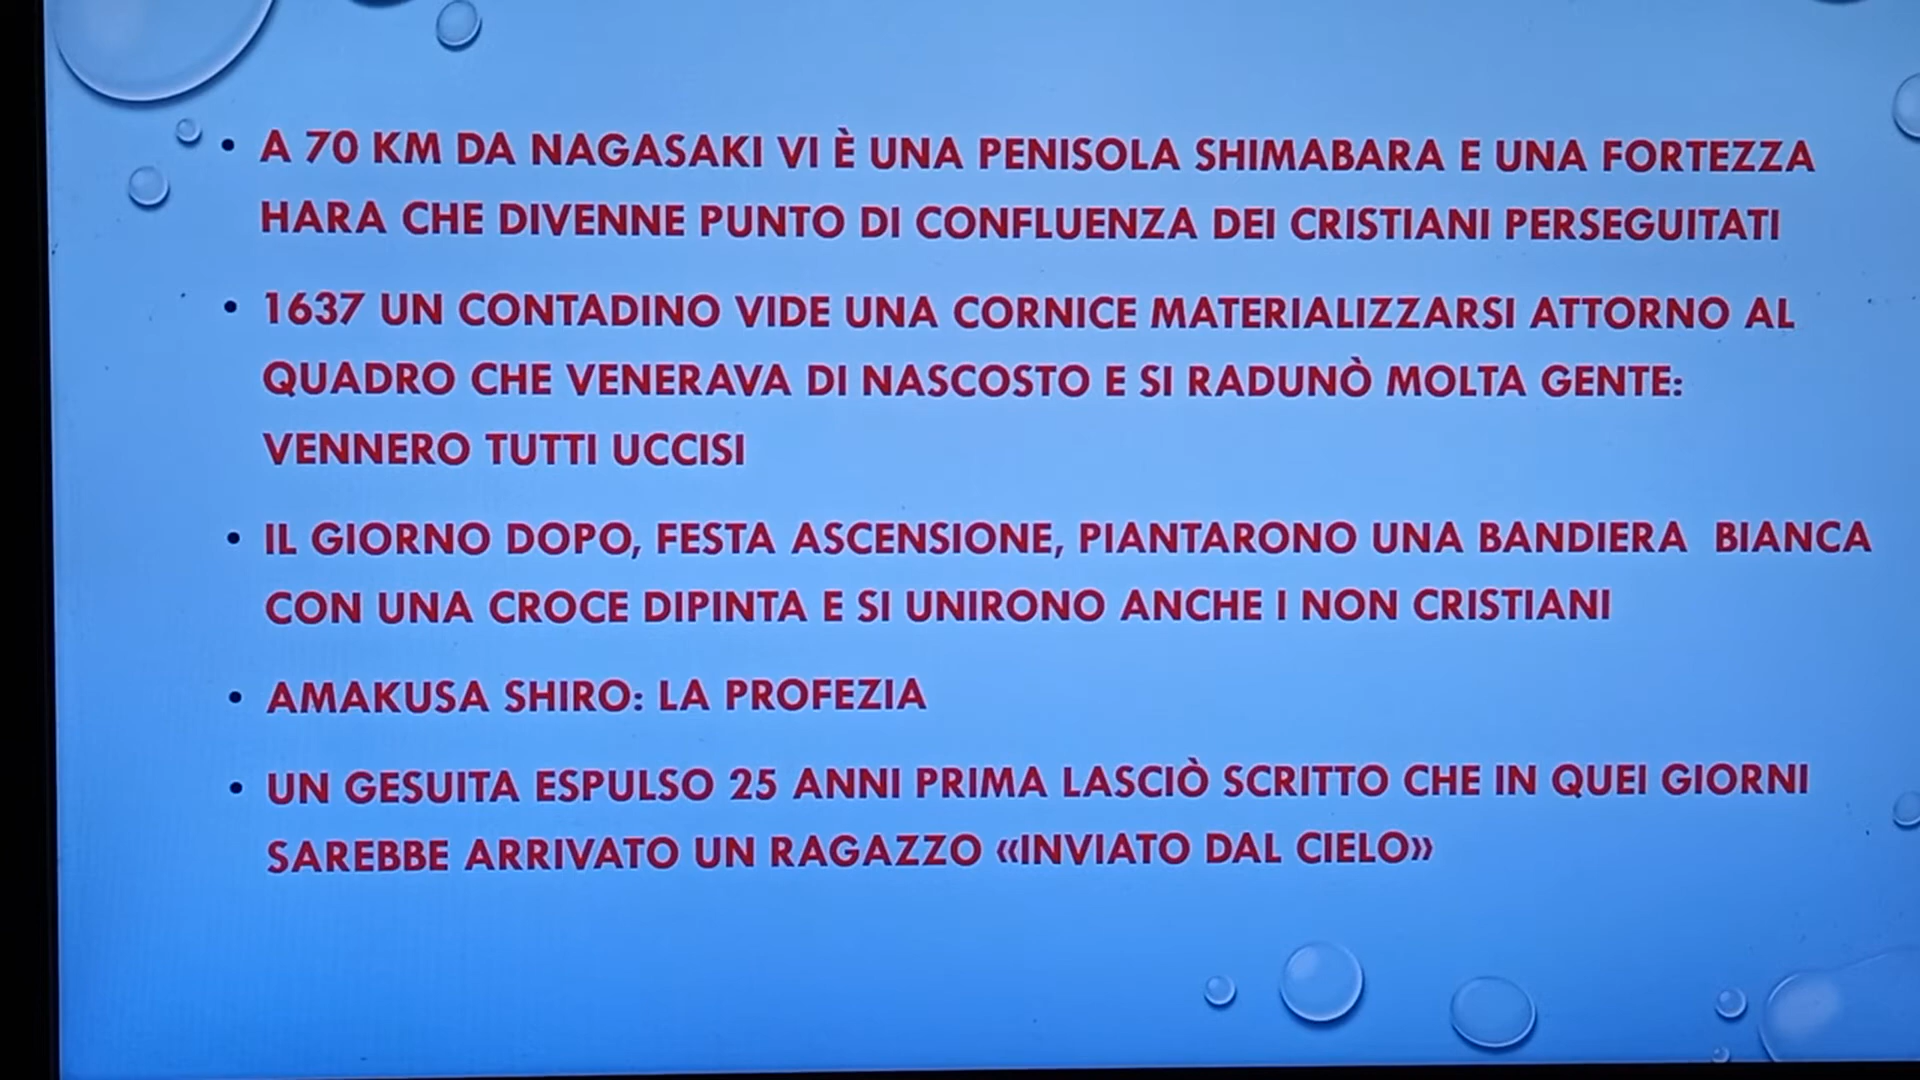 • A 70 KM DA NAGASAKI VI È UNA PENISOLA SHIMABARA E UNA FORTEZZA
HARA CHE DIVENNE PUNTO DI CONFLUENZA DEI CRISTIANI PERSEGUITATI
• 1637 UN CONTADINO VIDE UNA CORNICE MATERIALIZZARSI ATTORNO AL
QUADRO CHE VENERAVA DI NASCOSTO E SI RADUNÒ MOLTA GENTE:
VENNERO TUTTI UCCISI
• IL GIORNO DOPO, FESTA ASCENSIONE, PIANTARONO UNA BANDIERA  BIANCA
CON UNA CROCE DIPINTA E SI UNIRONO ANCHE I NON CRISTIANI
• AMAKUSA SHIRO: LA PROFEZIA
• UN GESUITA ESPULSO 25 ANNI PRIMA LASCIÒ SCRITTO CHE IN QUEI GIORNI
SAREBBE ARRIVATO UN RAGAZZO «INVIATO DAL CIELO»